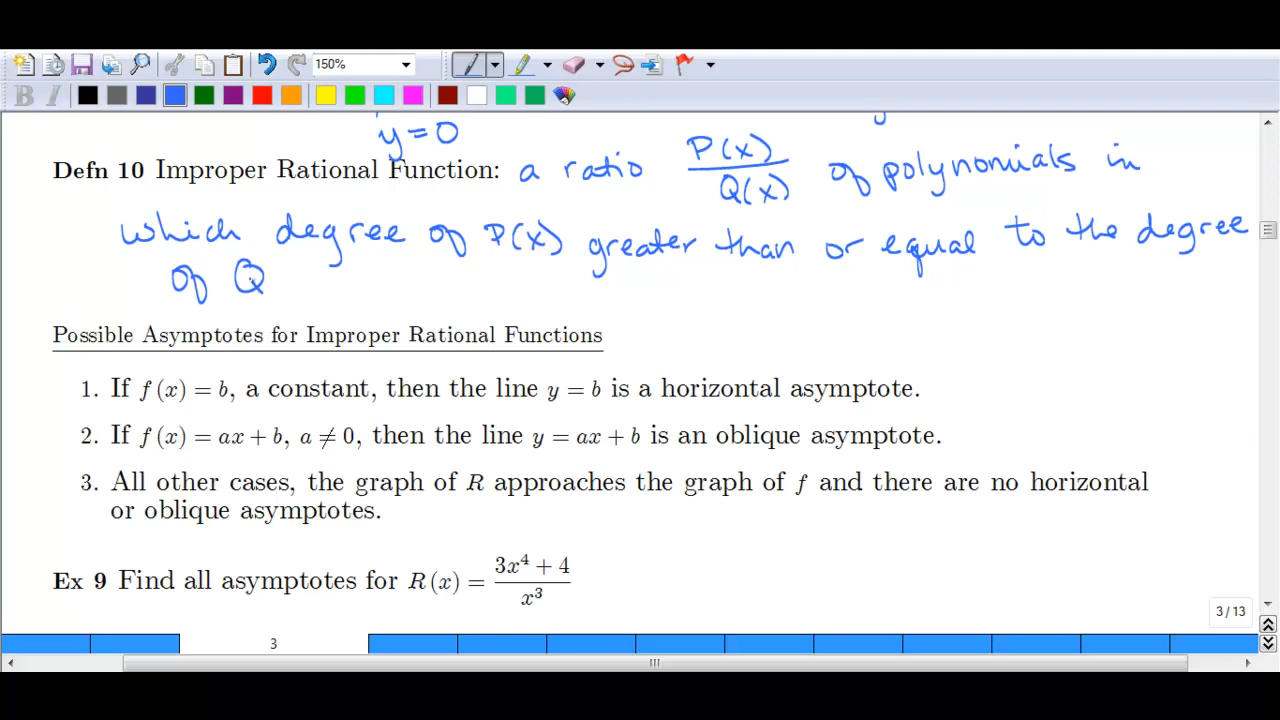 150%
B I
y = 0
Defn 10 Improper Rational Function: a ratio P(x)/Q(x) of polynomials in
which degree of P(x) greater than or equal to the degree
of Q
Possible Asymptotes for Improper Rational Functions
1. If f(x) = b, a constant, then the line y = b is a horizontal asymptote.
2. If f(x) = ax + b, a ≠ 0, then the line y = ax + b is an oblique asymptote.
3. All other cases, the graph of R approaches the graph of f and there are no horizontal
or oblique asymptotes.
Ex 9 Find all asymptotes for R(x) = (3x⁴ + 4)/x³
3 / 13
3